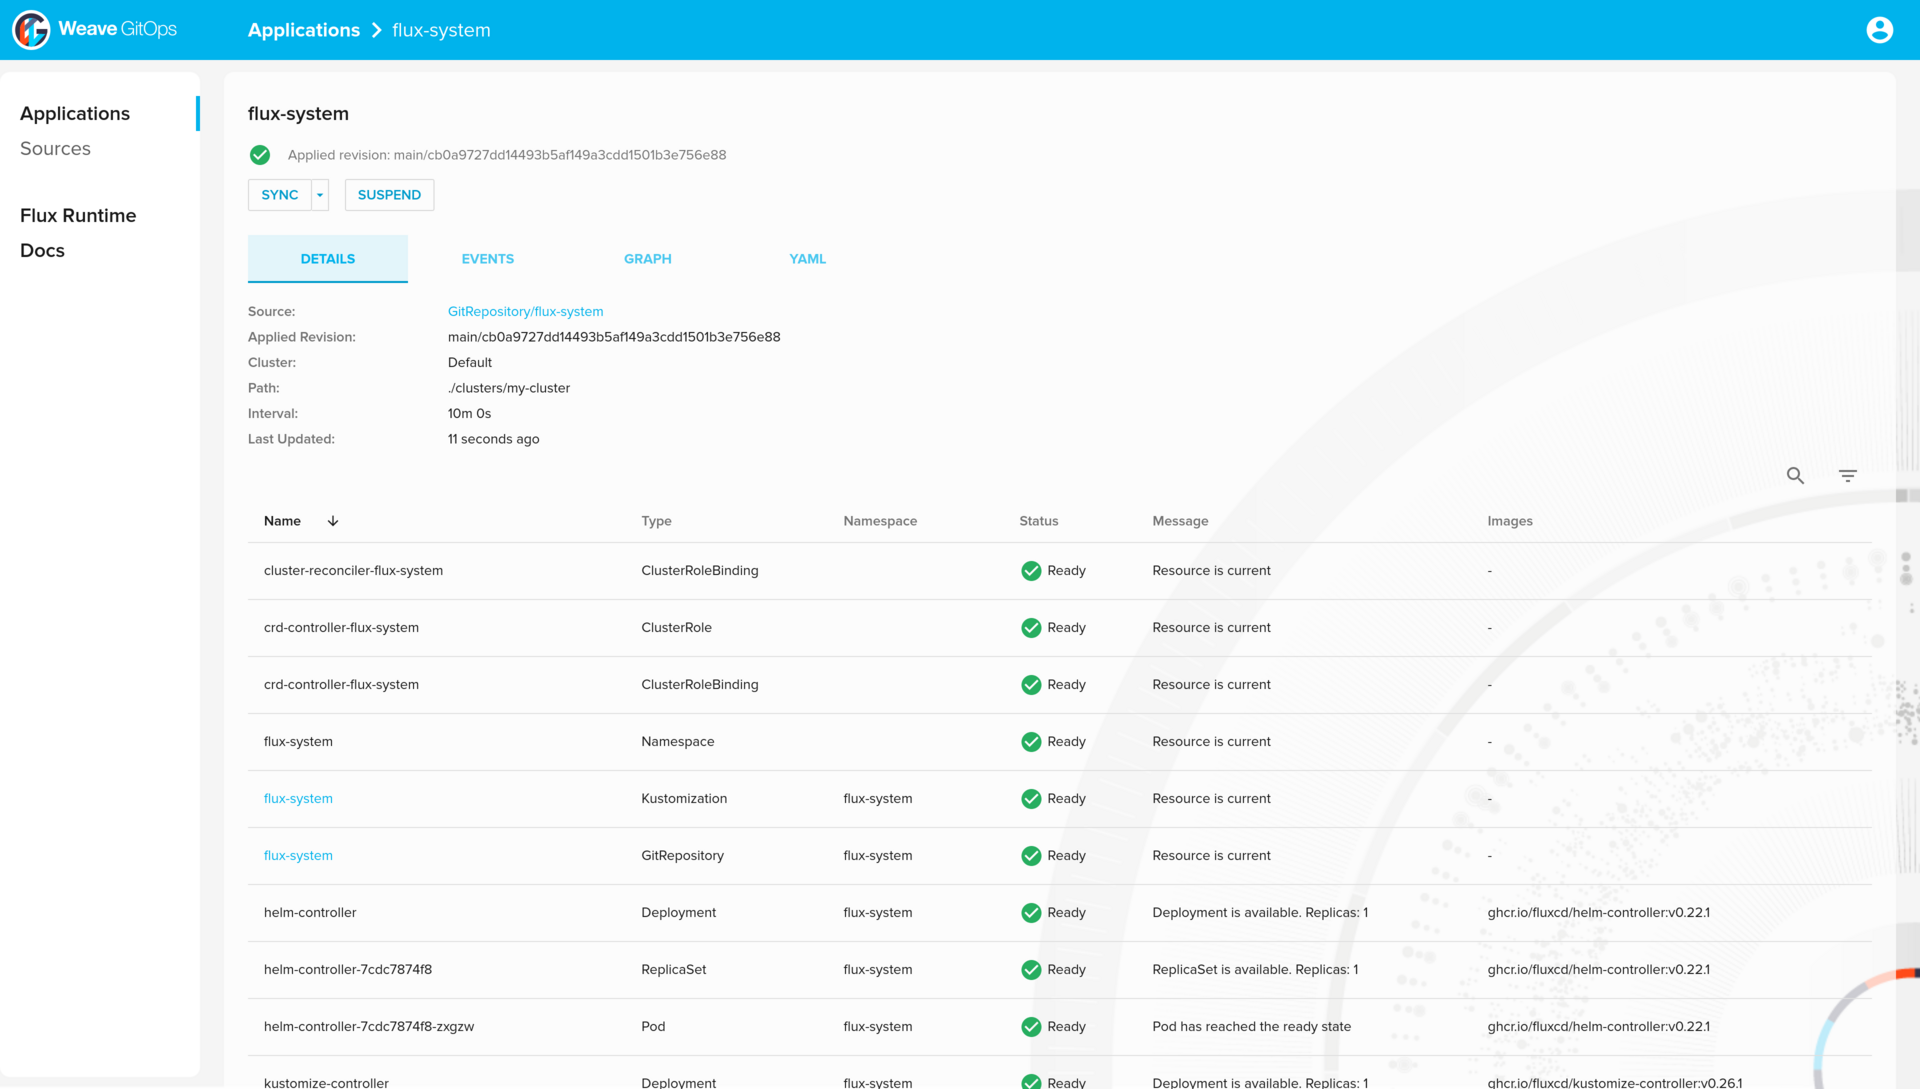 Weave GitOps
Applications > flux-system
Applications
Sources
Flux Runtime
Docs
flux-system
Applied revision: main/cb0a9727dd14493b5af149a3cdd1501b3e756e88
SYNC SUSPEND
DETAILS EVENTS GRAPH YAML
Source: GitRepository/flux-system
Applied Revision: main/cb0a9727dd14493b5af149a3cdd1501b3e756e88
Cluster: Default
Path: ./clusters/my-cluster
Interval: 10m 0s
Last Updated: 11 seconds ago
Name Type Namespace Status Message Images
cluster-reconciler-flux-system ClusterRoleBinding Ready Resource is current -
crd-controller-flux-system ClusterRole Ready Resource is current -
crd-controller-flux-system ClusterRoleBinding Ready Resource is current -
flux-system Namespace Ready Resource is current -
flux-system Kustomization flux-system Ready Resource is current -
flux-system GitRepository flux-system Ready Resource is current -
helm-controller Deployment flux-system Ready Deployment is available. Replicas: 1 ghcr.io/fluxcd/helm-controller:v0.22.1
helm-controller-7cdc7874f8 ReplicaSet flux-system Ready ReplicaSet is available. Replicas: 1 ghcr.io/fluxcd/helm-controller:v0.22.1
helm-controller-7cdc7874f8-zxgzw Pod flux-system Ready Pod has reached the ready state ghcr.io/fluxcd/helm-controller:v0.22.1
kustomize-controller Deployment flux-system Ready Deployment is available. Replicas: 1 ghcr.io/fluxcd/kustomize-controller:v0.26.1